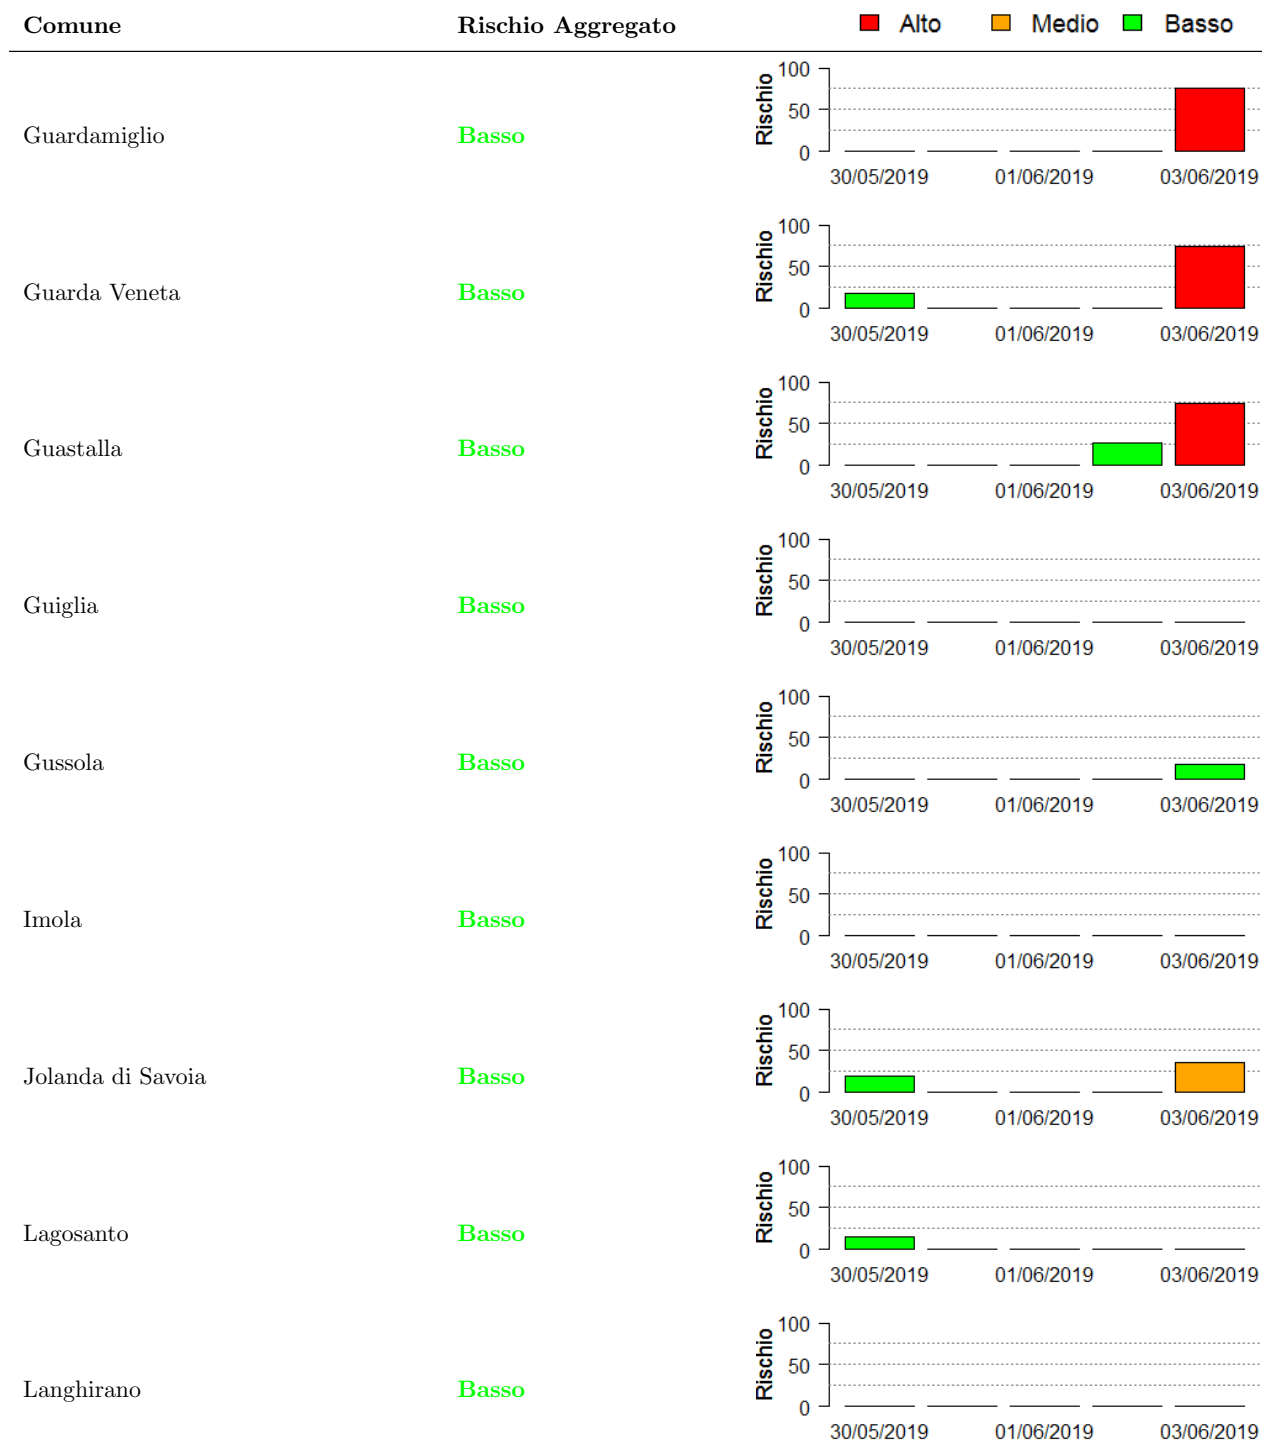 Comune Rischio Aggregato Alto Medio Basso
Guardamiglio Basso
Rischio
100
50
0
30/05/2019 01/06/2019 03/06/2019
Guarda Veneta Basso
Rischio
100
50
0
30/05/2019 01/06/2019 03/06/2019
Guastalla Basso
Rischio
100
50
0
30/05/2019 01/06/2019 03/06/2019
Guiglia Basso
Rischio
100
50
0
30/05/2019 01/06/2019 03/06/2019
Gussola Basso
Rischio
100
50
0
30/05/2019 01/06/2019 03/06/2019
Imola Basso
Rischio
100
50
0
30/05/2019 01/06/2019 03/06/2019
Jolanda di Savoia Basso
Rischio
100
50
0
30/05/2019 01/06/2019 03/06/2019
Lagosanto Basso
Rischio
100
50
0
30/05/2019 01/06/2019 03/06/2019
Langhirano Basso
Rischio
100
50
0
30/05/2019 01/06/2019 03/06/2019